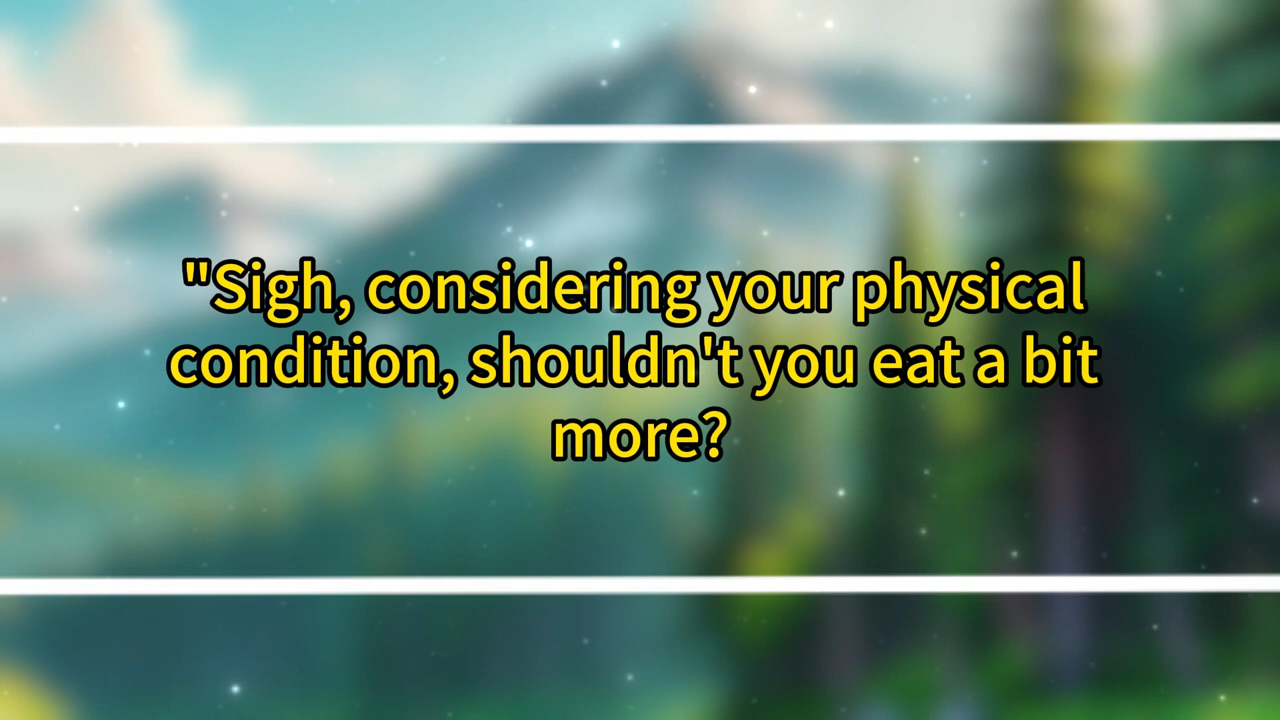 "Sigh, considering your physical
condition, shouldn't you eat a bit
more?